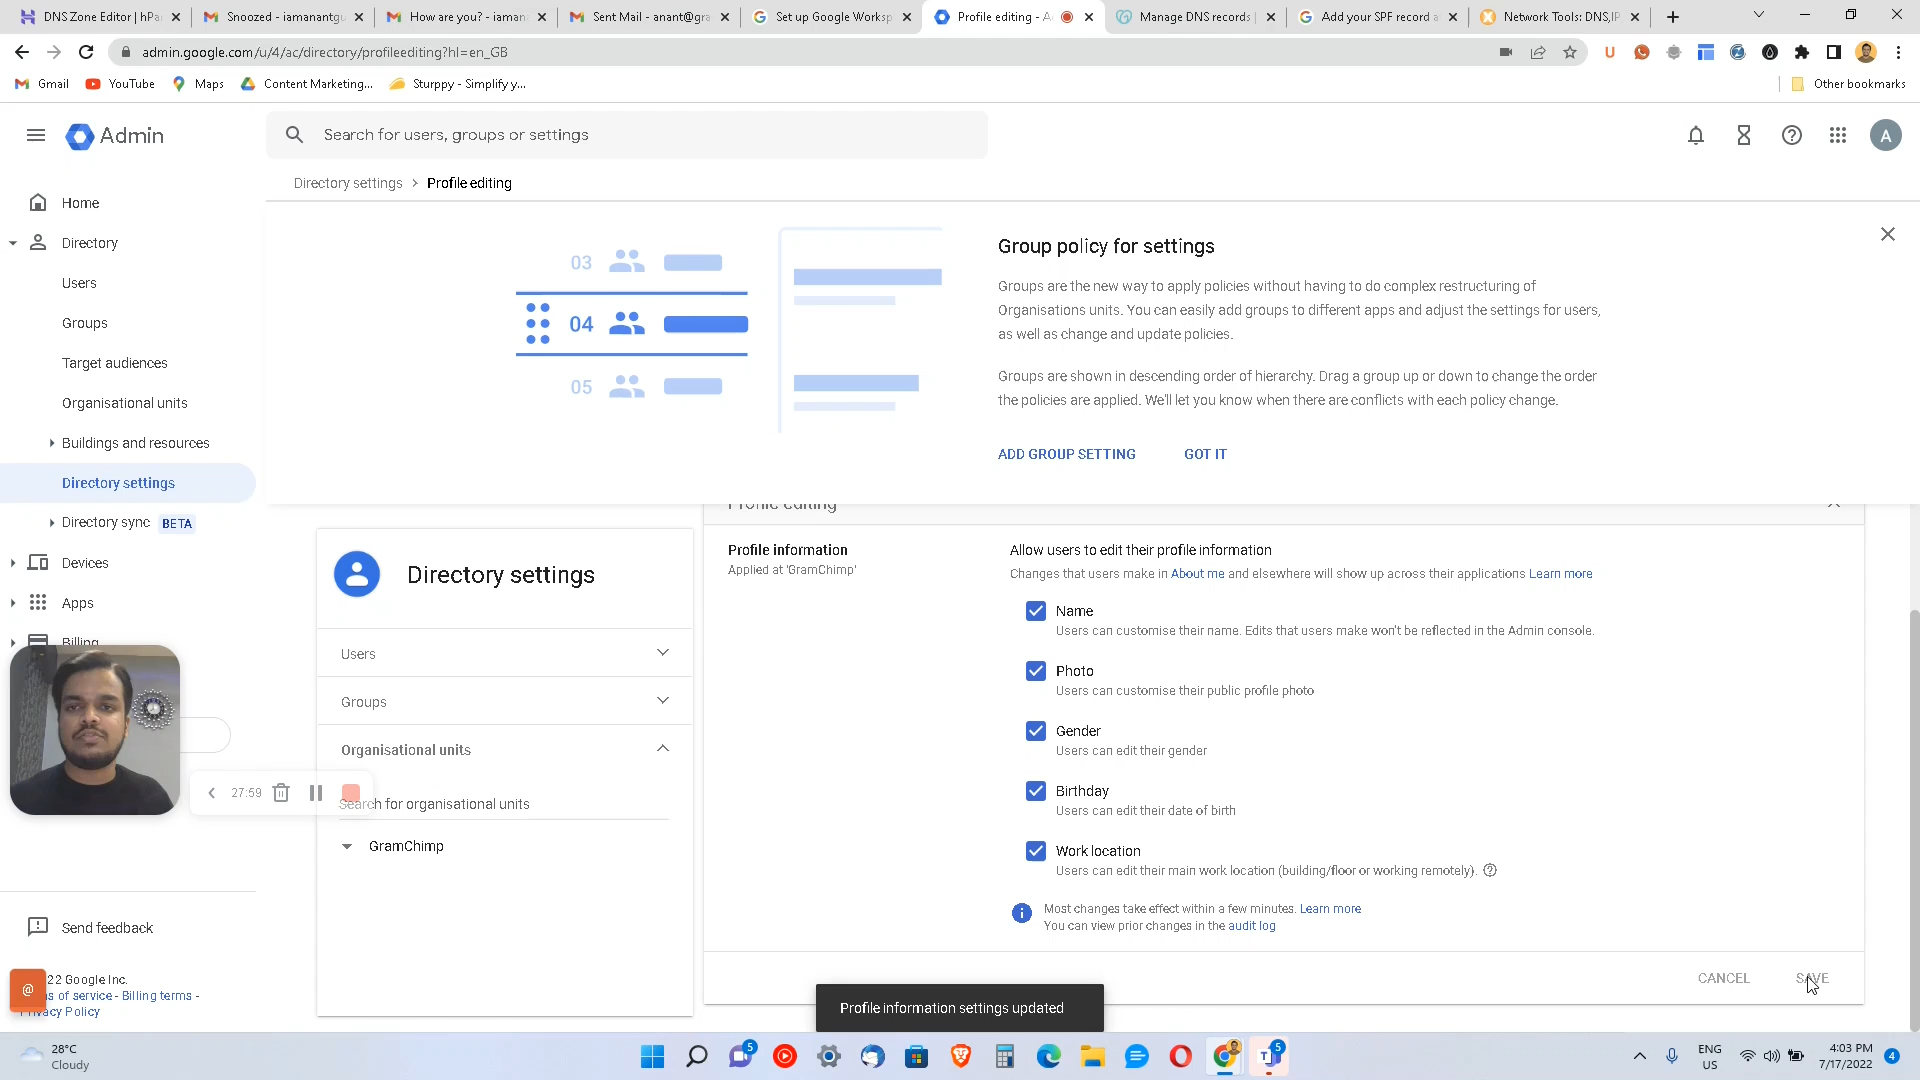 DNS Zone Editor | hPa
Snoozed - iamanantgu
How are you? - iaman
Sent Mail - anant@gra
Set up Google Worksp
Profile editing - A
Manage DNS records |
Add your SPF record a
Network Tools: DNS,IP
admin.google.com/u/4/ac/directory/profileediting?hl=en_GB
Gmail
YouTube
Maps
Content Marketing...
Sturppy - Simplify y...
Other bookmarks
Admin
Search for users, groups or settings
A
Directory settings > Profile editing
Home
Directory
Users
Groups
Target audiences
Organisational units
Buildings and resources
Directory settings
Directory sync BETA
Devices
Apps
Billing
03
04
05
Group policy for settings
Groups are the new way to apply policies without having to do complex restructuring of
Organisations units. You can easily add groups to different apps and adjust the settings for users,
as well as change and update policies.
Groups are shown in descending order of hierarchy. Drag a group up or down to change the order
the policies are applied. We'll let you know when there are conflicts with each policy change.
ADD GROUP SETTING
GOT IT
Profile editing
Directory settings
Users
Groups
Organisational units
Search for organisational units
GramChimp
Profile information
Applied at 'GramChimp'
Allow users to edit their profile information
Changes that users make in About me and elsewhere will show up across their applications Learn more
Name
Users can customise their name. Edits that users make won't be reflected in the Admin console.
Photo
Users can customise their public profile photo
Gender
Users can edit their gender
Birthday
Users can edit their date of birth
Work location
Users can edit their main work location (building/floor or working remotely).
Most changes take effect within a few minutes. Learn more
You can view prior changes in the audit log
CANCEL
SAVE
27:59
Send feedback
22 Google Inc.
s of service - Billing terms -
Privacy Policy
@
Profile information settings updated
28°C
Cloudy
5
5
ENG
US
4:03 PM
7/17/2022
4